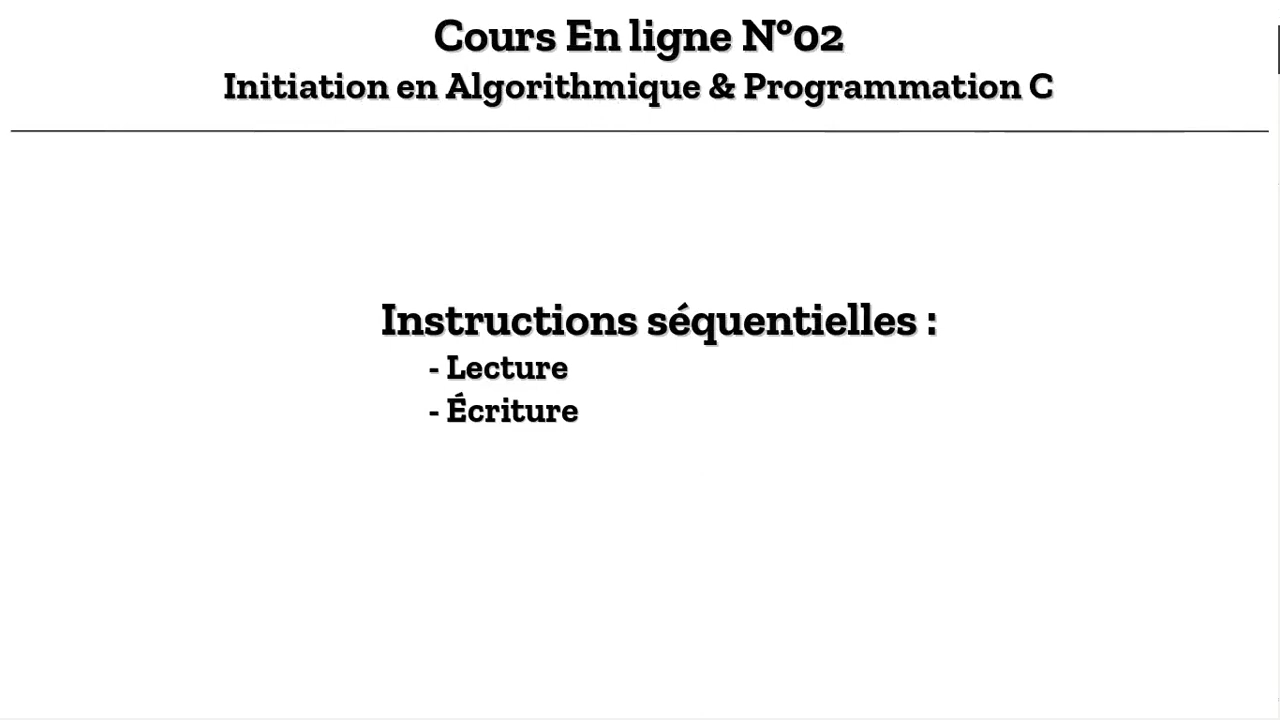 Cours En ligne N°02
Initiation en Algorithmique & Programmation C
Instructions séquentielles :
- Lecture
- Écriture